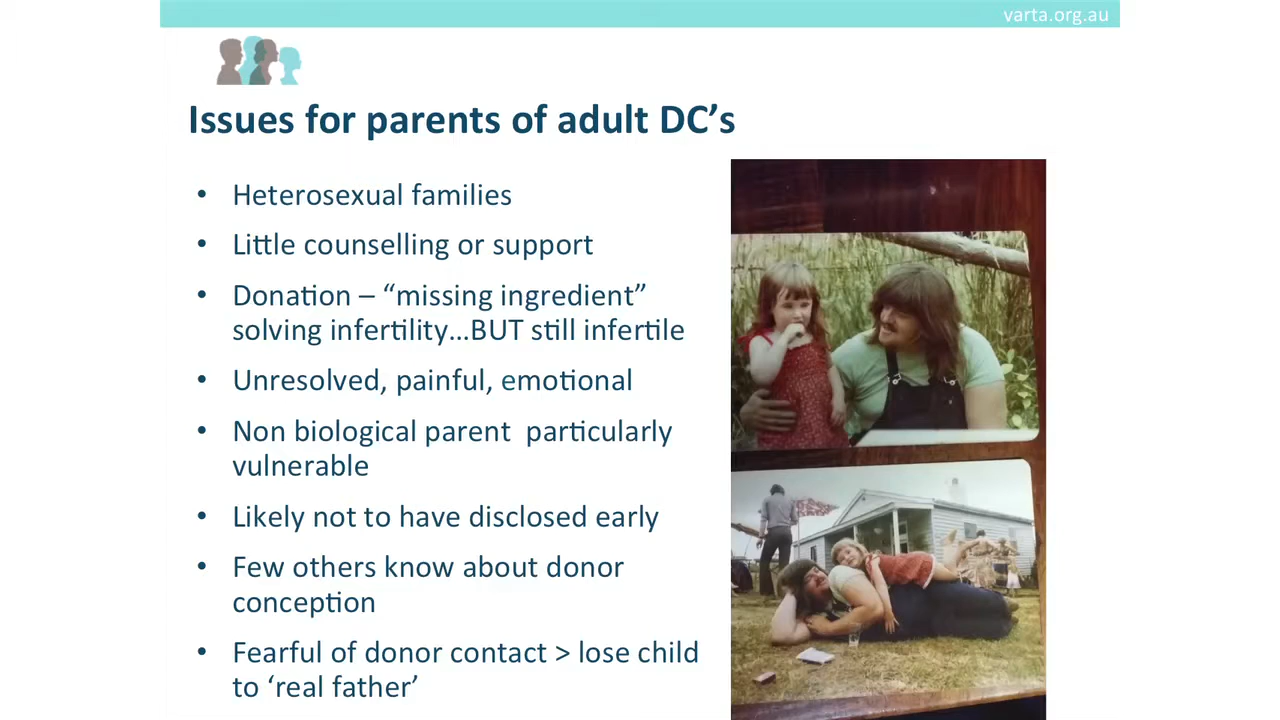 varta.org.au
Issues for parents of adult DC’s
• Heterosexual families
• Little counselling or support
• Donation – “missing ingredient”
solving infertility…BUT still infertile
• Unresolved, painful, emotional
• Non biological parent particularly
vulnerable
• Likely not to have disclosed early
• Few others know about donor
conception
• Fearful of donor contact > lose child
to ‘real father’